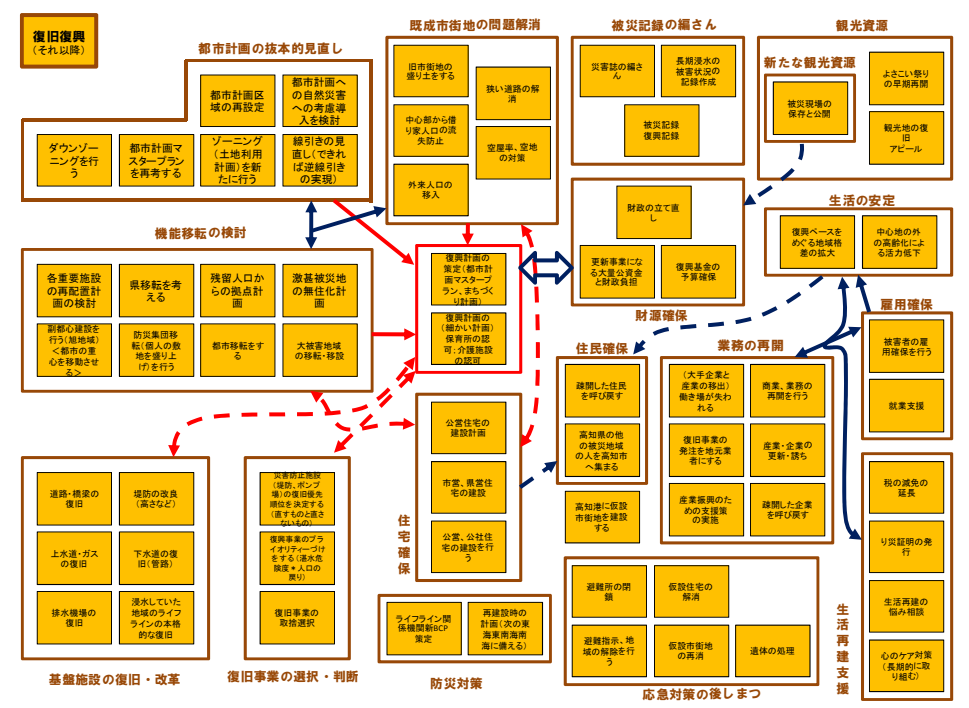 復旧復興
(それ以降)
都市計画の抜本的見直し
都市計画区
域の再設定
都市計画へ
の自然災害
への考慮導
入を検討
ダウンゾー
ニングを行
う
都市計画マ
スタープラン
を再考する
ゾーニング
(土地利用
計画)を新
たに行う
線引きの見
直し(できれ
ば逆線引き
の実現)
既成市街地の問題解消
旧市街地の
盛り土をする
狭い道路の解
消
中心部から借
り家人口の流
失防止
空屋率、空地
の対策
外来人口の
移入
被災記録の編さん
災害誌の編さ
ん
長期浸水の
被害状況の
記録作成
被災記録
復興記録
観光資源
新たな観光資源
被災現場の
保存と公開
よさこい祭り
の早期再開
観光地の復
旧
アピール
機能移転の検討
各重要施設
の再配置計
画の検討
県移転を考
える
残留人口か
らの拠点計
画
激甚被災地
の無住化計
画
副都心建設を
行う(旭地域)
<都市の重
心を移動させ
る>
防災集団移
転(個人の敷
地を盛り上
げ)を行う
都市移転をす
る
大被害地域
の移転・移設
復興計画の
策定(都市計
画マスタープ
ラン、まちづく
り計画)
復興計画の
(細かい計画)
保育所の認
可:介護施設
の認可
財政の立て直
し
更新事業にな
る大量公資金
と財政負担
復興基金の
予算確保
財源確保
生活の安定
復興ペースを
めぐる地域格
差の拡大
中心地の外
の高齢化によ
る活力低下
雇用確保
被害者の雇
用確保を行う
就業支援
住民確保
疎開した住民
を呼び戻す
高知県の他
の被災地域
の人を高知市
へ集まる
高知港に仮設
市街地を建設
する
業務の再開
(大手企業と
産業の移出)
働き場が失わ
れる
商業、業務の
再開を行う
復旧事業の
発注を地元業
者にする
産業・企業の
更新・誘ち
産業振興のた
めの支援策
の実施
疎開した企業
を呼び戻す
住宅確保
公営住宅の
建設計画
市営、県営住
宅の建設
公営、公社住
宅の建設を行
う
道路・橋梁の
復旧
堤防の改良
(高さなど)
上水道・ガス
の復旧
下水道の復
旧(管路)
排水機場の
復旧
浸水していた
地域のライフ
ラインの本格
的な復旧
基盤施設の復旧・改革
災害防止施設
(堤防、ポンプ
場)の復旧優先
順位を決定する
(直すものと直さ
ないもの)
復興事業のプラ
イオリティーづけ
をする(湛水危
険度*人口の
戻り)
復旧事業の
取捨選択
復旧事業の選択・判断
ライフライン関
係機関新BCP
策定
再建設時の
計画(次の東
海東南海南
海に備える)
防災対策
避難所の閉
鎖
仮設住宅の
解消
避難指示、地
域の解除を行
う
仮設市街地
の再消
遺体の処理
応急対策の後しまつ
生活再建支援
税の減免の
延長
り災証明の発
行
生活再建の
悩み相談
心のケア対策
(長期的に取
り組む)